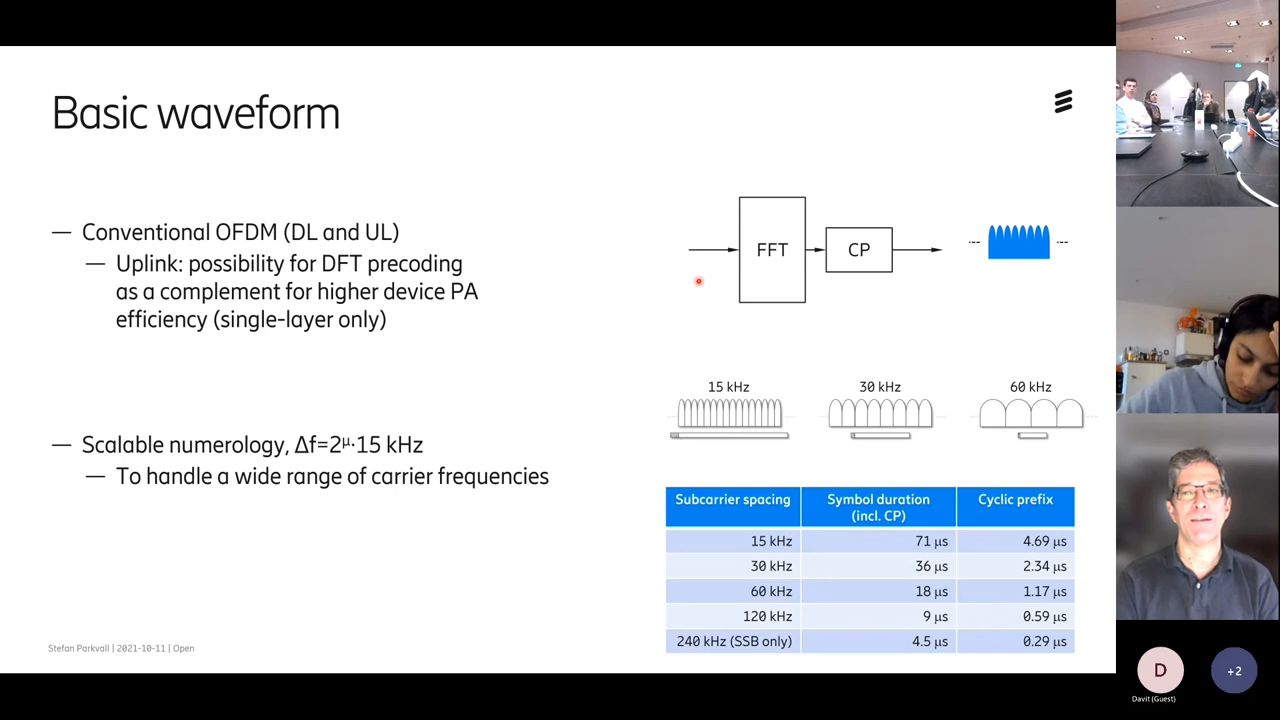 Basic waveform
— Conventional OFDM (DL and UL)
— Uplink: possibility for DFT precoding
as a complement for higher device PA
efficiency (single-layer only)
FFT
CP
15 kHz
30 kHz
60 kHz
— Scalable numerology, Δf=2^μ·15 kHz
— To handle a wide range of carrier frequencies
Subcarrier spacing Symbol duration (incl. CP) Cyclic prefix
15 kHz 71 μs 4.69 μs
30 kHz 36 μs 2.34 μs
60 kHz 18 μs 1.17 μs
120 kHz 9 μs 0.59 μs
240 kHz (SSB only) 4.5 μs 0.29 μs
Stefan Parkvall | 2021-10-11 | Open
D
+2
Davit (Guest)